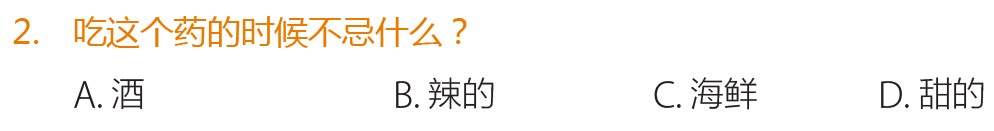 2. 吃这个药的时候不忌什么？
A. 酒 B. 辣的 C. 海鲜 D. 甜的